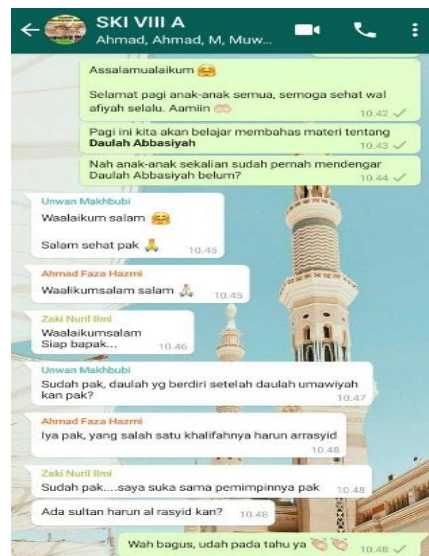 SKI VIII A
Ahmad, Ahmad, M, Muw...
Assalamualaikum 🤗
Selamat pagi anak-anak semua, semoga sehat wal
afiyah selalu. Aamiin 🤲🏻
10.42
Pagi ini kita akan belajar membahas materi tentang
Daulah Abbasiyah
10.43
Nah anak-anak sekalian sudah pernah mendengar
Daulah Abbasiyah belum?
10.44
Unwan Makhbubi
Waalaikum salam 🤗
Salam sehat pak 🙏
10.45
Ahmad Faza Hazmi
Waalikumsalam salam 🙏🏻
10.45
Zaki Nuril Ilmi
Waalaikumsalam
Siap bapak...
10.46
Unwan Makhbubi
Sudah pak, daulah yg berdiri setelah daulah umawiyah
kan pak?
10.47
Ahmad Faza Hazmi
Iya pak, yang salah satu khalifahnya harun arrasyid
10.48
Zaki Nuril Ilmi
Sudah pak....saya suka sama pemimpinnya pak
10.48
Ada sultan harun al rasyid kan?
10.48
Wah bagus, udah pada tahu ya 👏🏻👏🏻
10.48